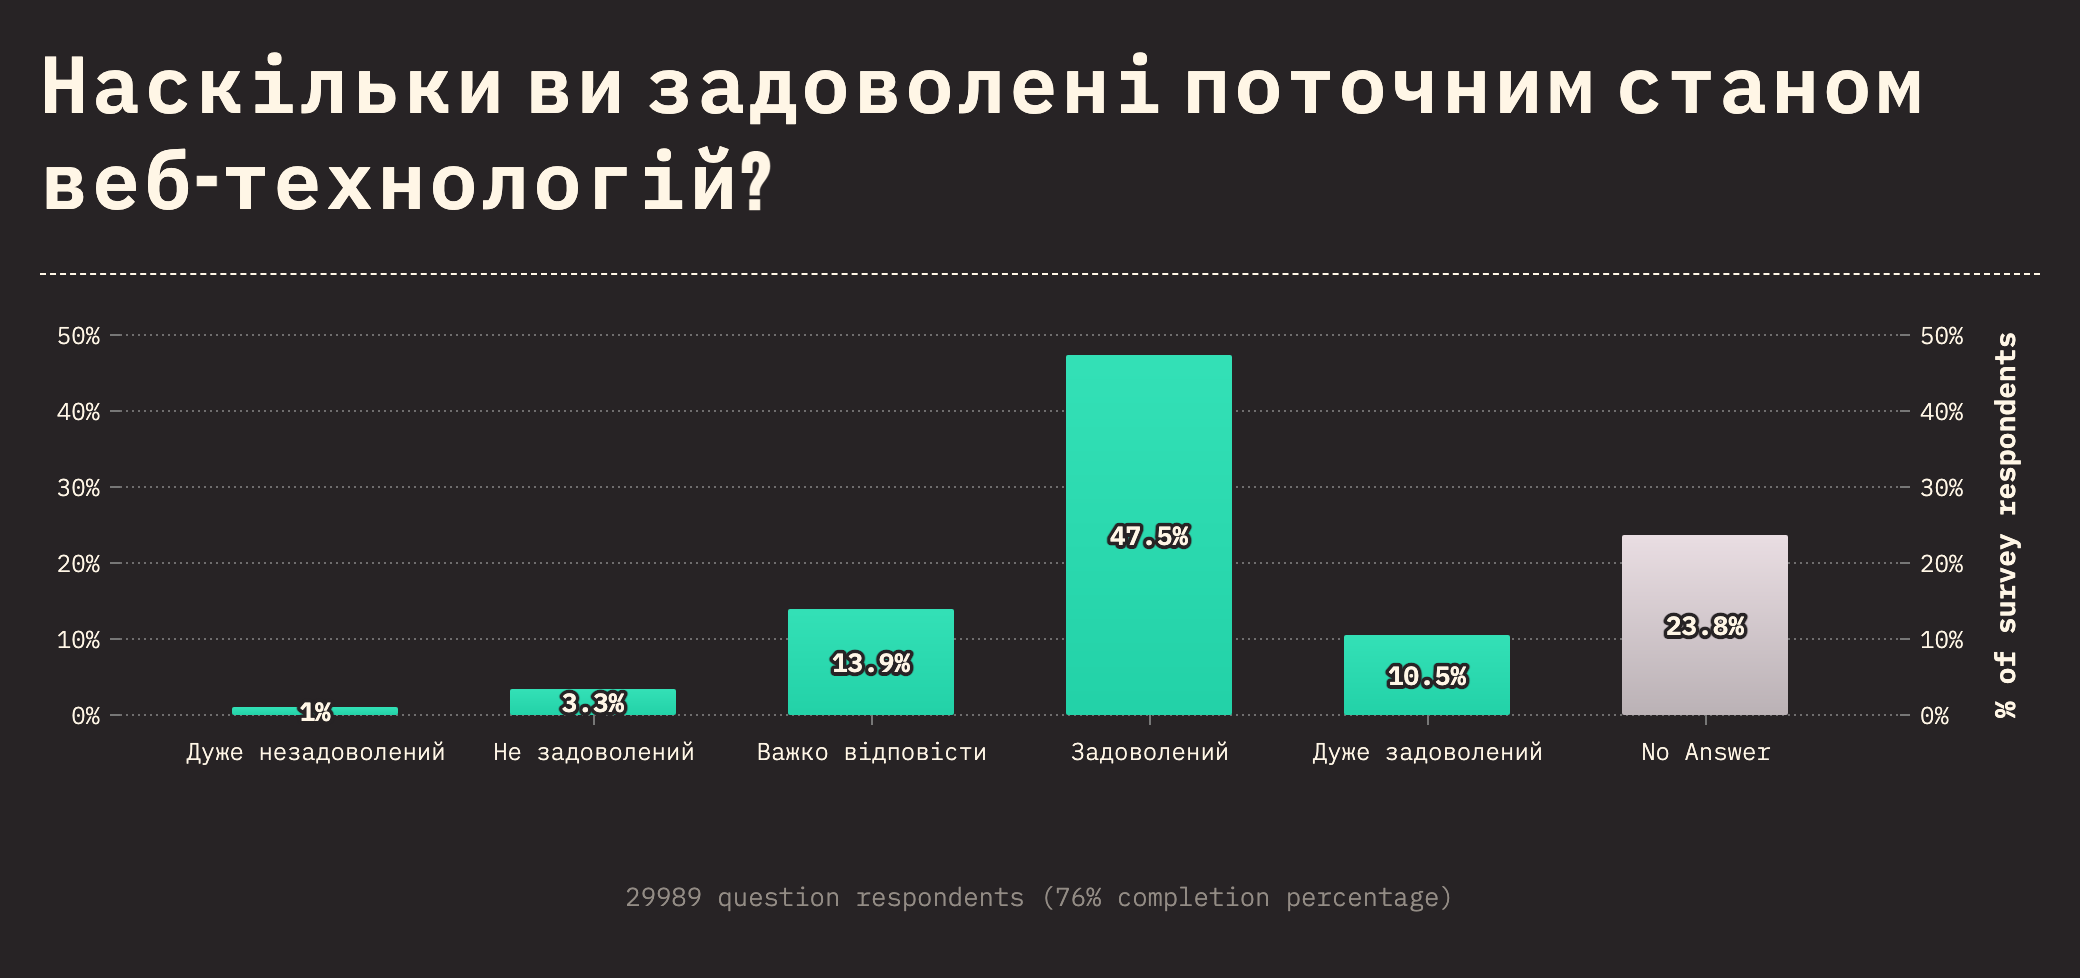 Наскільки ви задоволені поточним станом
веб-технологій?
50%
40%
30%
20%
10%
0%
50%
40%
30%
20%
10%
0%
% of survey respondents
1%
3.3%
13.9%
47.5%
10.5%
23.8%
Дуже незадоволений
Не задоволений
Важко відповісти
Задоволений
Дуже задоволений
No Answer
29989 question respondents (76% completion percentage)